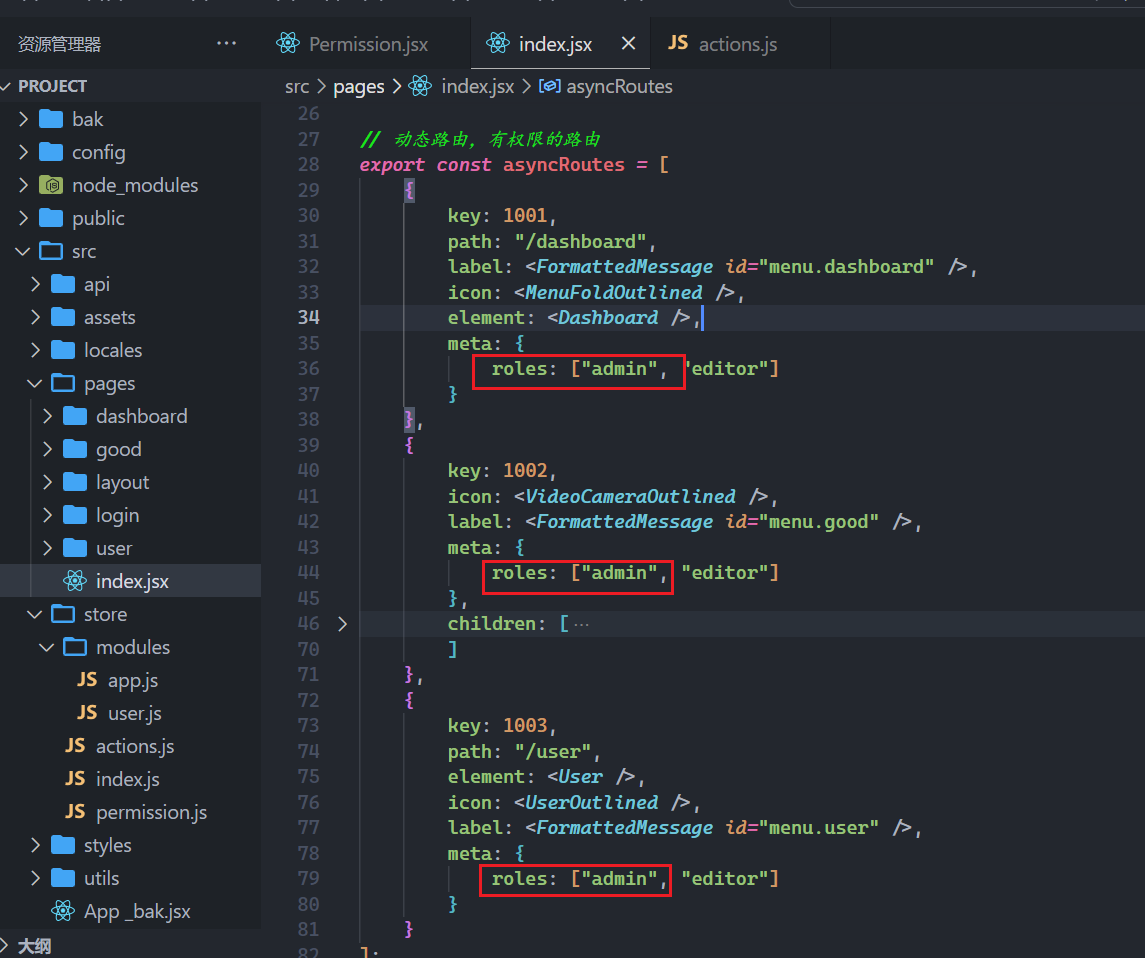 资源管理器 ···
Permission.jsx
index.jsx
JS actions.js
PROJECT
bak
config
node_modules
public
src
api
assets
locales
pages
dashboard
good
layout
login
user
index.jsx
store
modules
JS app.js
JS user.js
JS actions.js
JS index.js
JS permission.js
styles
utils
App _bak.jsx
大纲
src > pages > index.jsx > asyncRoutes
26
27 // 动态路由，有权限的路由
28 export const asyncRoutes = [
29 {
30 key: 1001,
31 path: "/dashboard",
32 label: <FormattedMessage id="menu.dashboard" />,
33 icon: <MenuFoldOutlined />,
34 element: <Dashboard />,
35 meta: {
36 roles: ["admin", "editor"]
37 }
38 },
39 {
40 key: 1002,
41 icon: <VideoCameraOutlined />,
42 label: <FormattedMessage id="menu.good" />,
43 meta: {
44 roles: ["admin", "editor"]
45 },
46 children: [ ···
70 ]
71 },
72 {
73 key: 1003,
74 path: "/user",
75 element: <User />,
76 icon: <UserOutlined />,
77 label: <FormattedMessage id="menu.user" />,
78 meta: {
79 roles: ["admin", "editor"]
80 }
81 }
82 ];